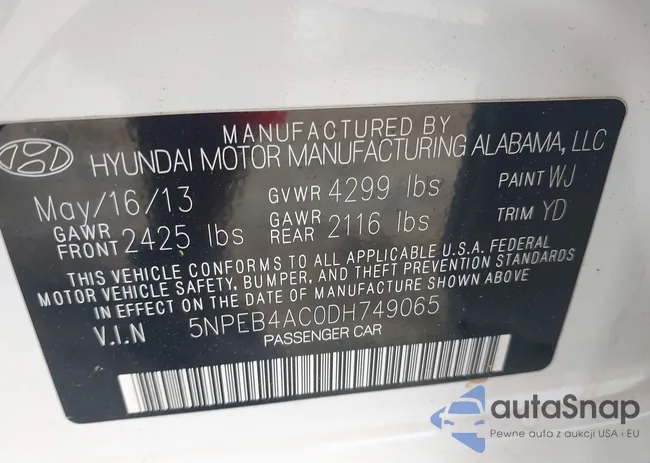 MANUFACTURED BY
HYUNDAI MOTOR MANUFACTURING ALABAMA, LLC
May/16/13 GVWR 4299 lbs PAINT WJ
GAWR FRONT 2425 lbs GAWR REAR 2116 lbs TRIM YD
THIS VEHICLE CONFORMS TO ALL APPLICABLE U.S.A. FEDERAL
MOTOR VEHICLE SAFETY, BUMPER, AND THEFT PREVENTION STANDARDS
IN EFFECT ON THE DATE OF MANUFACTURE SHOWN ABOVE
V.I.N 5NPEB4AC0DH749065
PASSENGER CAR
autaSnap
Pewne auta z aukcji USA i EU